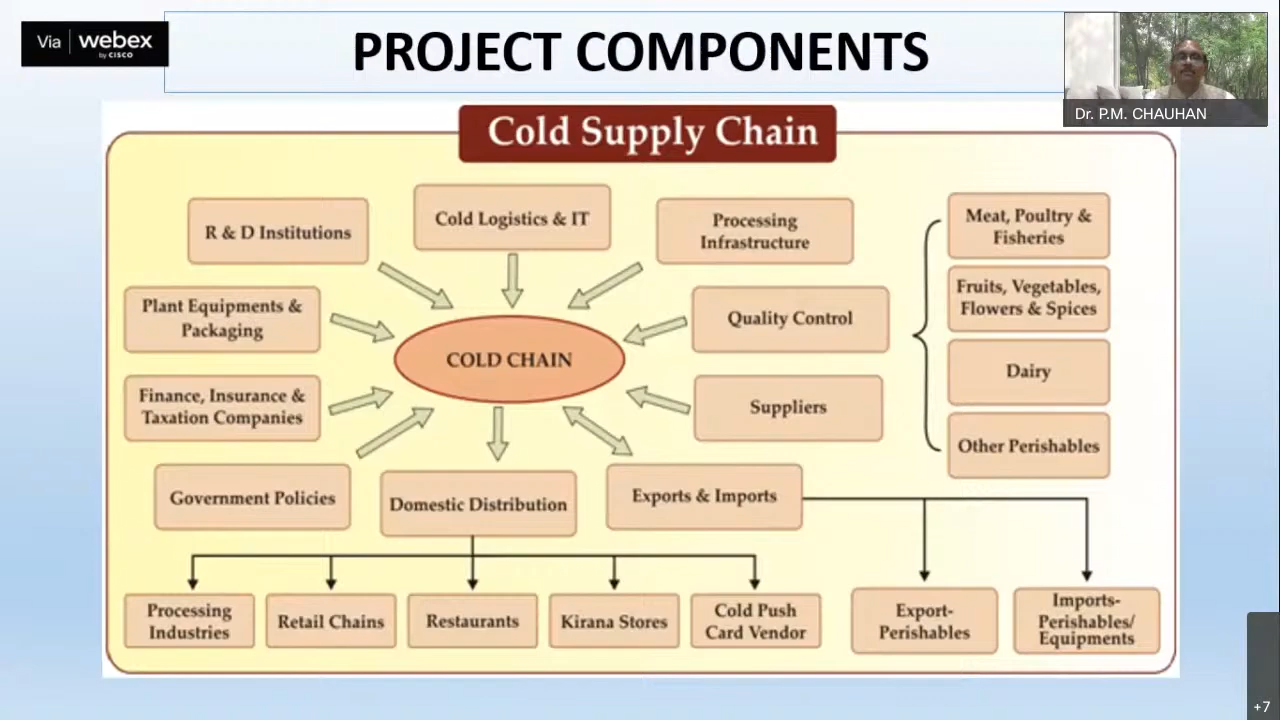 Via webex
by CISCO
PROJECT COMPONENTS
Dr. P.M. CHAUHAN
Cold Supply Chain
R & D Institutions
Cold Logistics & IT
Processing
Infrastructure
Meat, Poultry &
Fisheries
Plant Equipments &
Packaging
Quality Control
Fruits, Vegetables,
Flowers & Spices
COLD CHAIN
Dairy
Finance, Insurance &
Taxation Companies
Suppliers
Other Perishables
Government Policies
Domestic Distribution
Exports & Imports
Processing
Industries
Retail Chains
Restaurants
Kirana Stores
Cold Push
Card Vendor
Export-
Perishables
Imports-
Perishables/
Equipments
+7